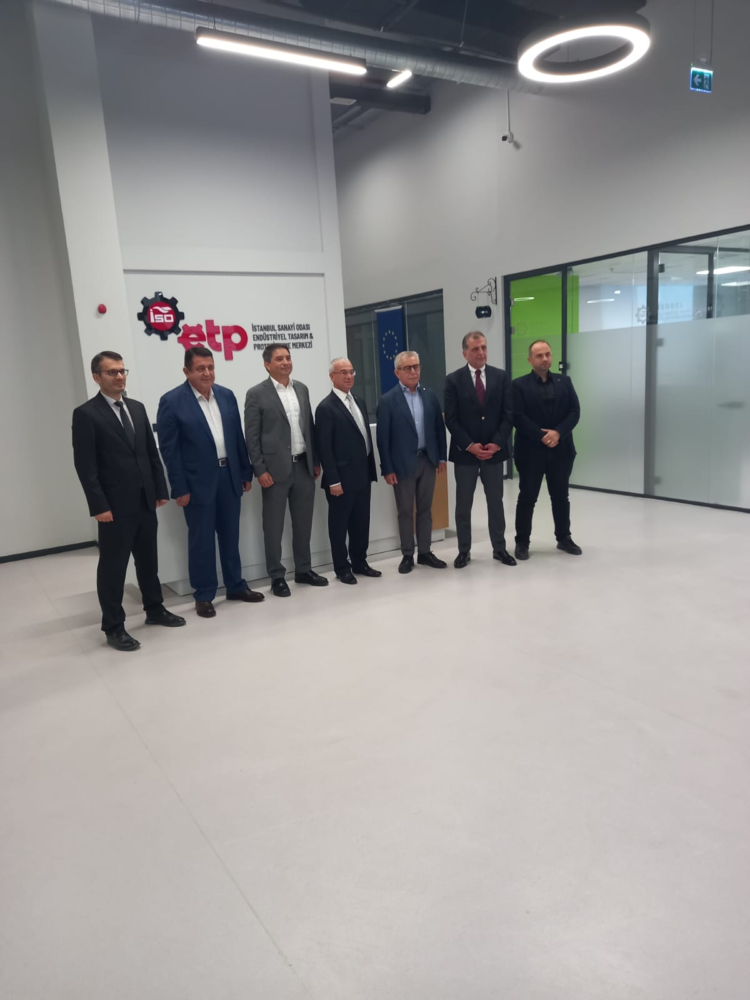 İSO
etp
İSTANBUL SANAYİ ODASI
ENDÜSTRİYEL TASARIM &
MERKEZİ